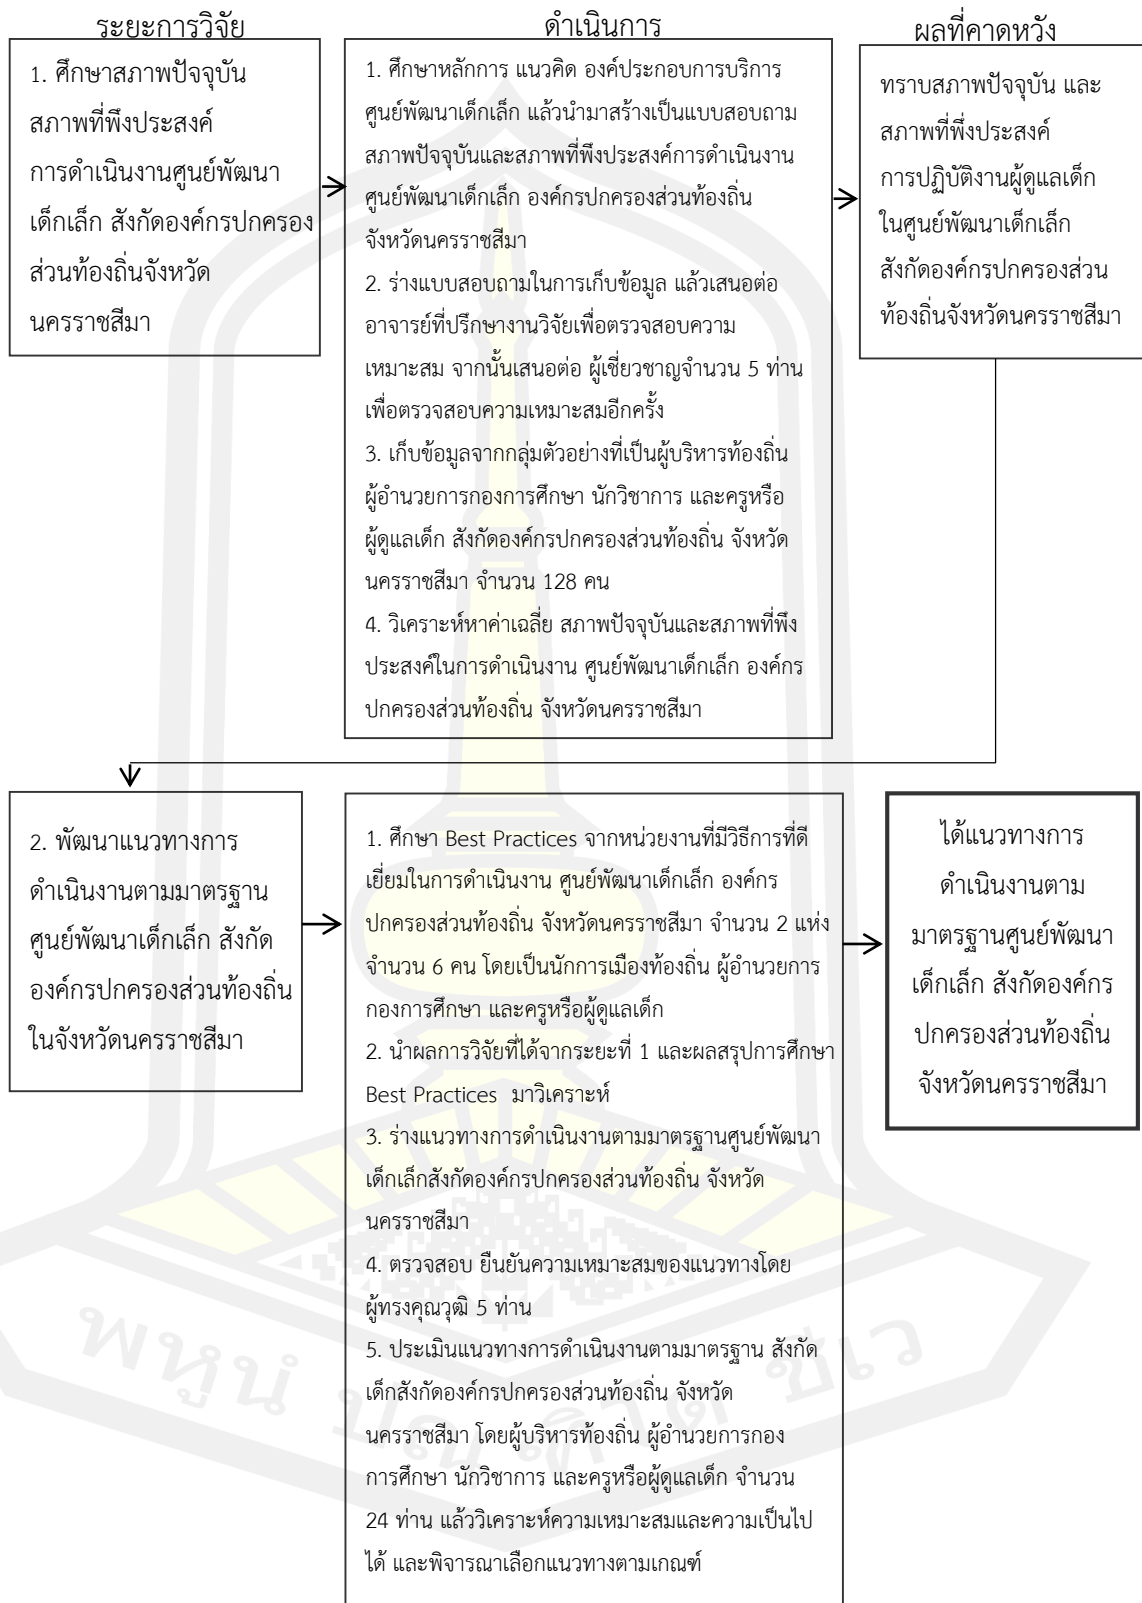 ระยะการวิจัย
ดำเนินการ
ผลที่คาดหวัง
1. ศึกษาสภาพปัจจุบัน
สภาพที่พึงประสงค์
การดำเนินงานศูนย์พัฒนา
เด็กเล็ก สังกัดองค์กรปกครอง
ส่วนท้องถิ่นจังหวัด
นครราชสีมา
1. ศึกษาหลักการ แนวคิด องค์ประกอบการบริการ
ศูนย์พัฒนาเด็กเล็ก แล้วนำมาสร้างเป็นแบบสอบถาม
สภาพปัจจุบันและสภาพที่พึงประสงค์การดำเนินงาน
ศูนย์พัฒนาเด็กเล็ก องค์กรปกครองส่วนท้องถิ่น
จังหวัดนครราชสีมา
2. ร่างแบบสอบถามในการเก็บข้อมูล แล้วเสนอต่อ
อาจารย์ที่ปรึกษางานวิจัยเพื่อตรวจสอบความ
เหมาะสม จากนั้นเสนอต่อ ผู้เชี่ยวชาญจำนวน 5 ท่าน
เพื่อตรวจสอบความเหมาะสมอีกครั้ง
3. เก็บข้อมูลจากกลุ่มตัวอย่างที่เป็นผู้บริหารท้องถิ่น
ผู้อำนวยการกองการศึกษา นักวิชาการ และครูหรือ
ผู้ดูแลเด็ก สังกัดองค์กรปกครองส่วนท้องถิ่น จังหวัด
นครราชสีมา จำนวน 128 คน
4. วิเคราะห์หาค่าเฉลี่ย สภาพปัจจุบันและสภาพที่พึง
ประสงค์ในการดำเนินงาน ศูนย์พัฒนาเด็กเล็ก องค์กร
ปกครองส่วนท้องถิ่น จังหวัดนครราชสีมา
ทราบสภาพปัจจุบัน และ
สภาพที่พึ่งประสงค์
การปฏิบัติงานผู้ดูแลเด็ก
ในศูนย์พัฒนาเด็กเล็ก
สังกัดองค์กรปกครองส่วน
ท้องถิ่นจังหวัดนครราชสีมา
2. พัฒนาแนวทางการ
ดำเนินงานตามมาตรฐาน
ศูนย์พัฒนาเด็กเล็ก สังกัด
องค์กรปกครองส่วนท้องถิ่น
ในจังหวัดนครราชสีมา
1. ศึกษา Best Practices จากหน่วยงานที่มีวิธีการที่ดี
เยี่ยมในการดำเนินงาน ศูนย์พัฒนาเด็กเล็ก องค์กร
ปกครองส่วนท้องถิ่น จังหวัดนครราชสีมา จำนวน 2 แห่ง
จำนวน 6 คน โดยเป็นนักการเมืองท้องถิ่น ผู้อำนวยการ
กองการศึกษา และครูหรือผู้ดูแลเด็ก
2. นำผลการวิจัยที่ได้จากระยะที่ 1 และผลสรุปการศึกษา
Best Practices มาวิเคราะห์
3. ร่างแนวทางการดำเนินงานตามมาตรฐานศูนย์พัฒนา
เด็กเล็กสังกัดองค์กรปกครองส่วนท้องถิ่น จังหวัด
นครราชสีมา
4. ตรวจสอบ ยืนยันความเหมาะสมของแนวทางโดย
ผู้ทรงคุณวุฒิ 5 ท่าน
5. ประเมินแนวทางการดำเนินงานตามมาตรฐาน สังกัด
เด็กสังกัดองค์กรปกครองส่วนท้องถิ่น จังหวัด
นครราชสีมา โดยผู้บริหารท้องถิ่น ผู้อำนวยการกอง
การศึกษา นักวิชาการ และครูหรือผู้ดูแลเด็ก จำนวน
24 ท่าน แล้ววิเคราะห์ความเหมาะสมและความเป็นไป
ได้ และพิจารณาเลือกแนวทางตามเกณฑ์
ได้แนวทางการ
ดำเนินงานตาม
มาตรฐานศูนย์พัฒนา
เด็กเล็ก สังกัดองค์กร
ปกครองส่วนท้องถิ่น
จังหวัดนครราชสีมา
พหูนํ ปณฺฑิโต ชีเว